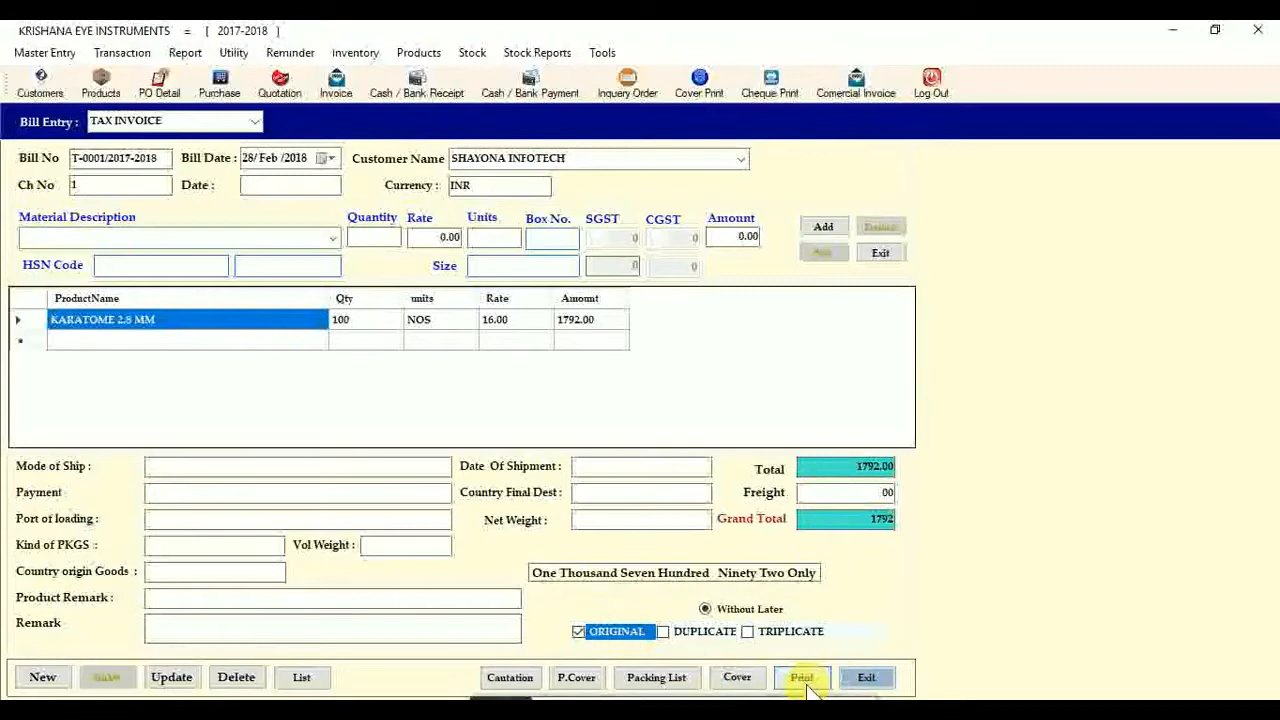 KRISHANA EYE INSTRUMENTS = [ 2017-2018 ]
Master Entry Transaction Report Utility Reminder Inventory Products Stock Stock Reports Tools
Customers Products PO Detail Purchase Quotation Invoice Cash / Bank Receipt Cash / Bank Payment Inquery Order Cover Print Cheque Print Comercial Invoice Log Out
Bill Entry : TAX INVOICE
Bill No T-0001/2017-2018 Bill Date : 28/ Feb /2018 Customer Name SHAYONA INFOTECH
Ch No 1 Date : Currency : INR
Material Description Quantity Rate Units Box No. SGST CGST Amount
0.00 0 0 0.00 Add
HSN Code Size 0 0 Exit
ProductName Qty units Rate Amount
KARATOME 2.8 MM 100 NOS 16.00 1792.00
Mode of Ship : Date Of Shipment : Total 1792.00
Payment Country Final Dest : Freight 00
Port of loading : Net Weight : Grand Total 1792
Kind of PKGS : Vol Weight :
Country origin Goods : One Thousand Seven Hundred Ninety Two Only
Product Remark :
Without Later
Remark ORIGINAL DUPLICATE TRIPLICATE
New Update Delete List Cautation P.Cover Packing List Cover Print Exit